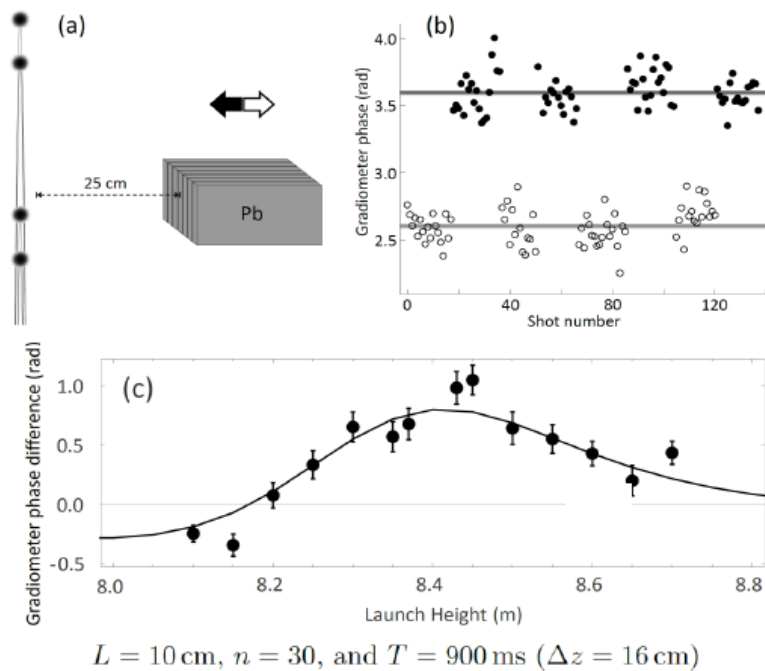 (a)
25 cm
Pb
(b)
Gradiometer phase (rad)
4.0
3.5
3.0
2.5
0 40 80 120
Shot number
(c)
Gradiometer phase difference (rad)
1.0
0.5
0.0
-0.5
8.0 8.2 8.4 8.6 8.8
Launch Height (m)
L = 10 cm, n = 30, and T = 900 ms (Δz = 16 cm)